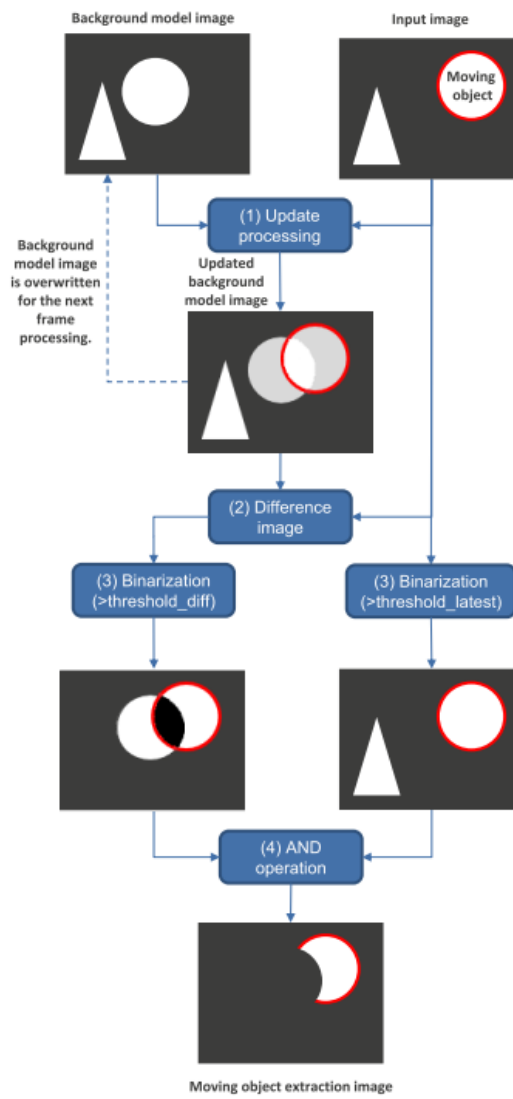 Background model image
Input image
Moving
object
(1) Update
processing
Background
model image
is overwritten
for the next
frame
processing.
Updated
background
model image
(2) Difference
image
(3) Binarization
(>threshold_diff)
(3) Binarization
(>threshold_latest)
(4) AND
operation
Moving object extraction image